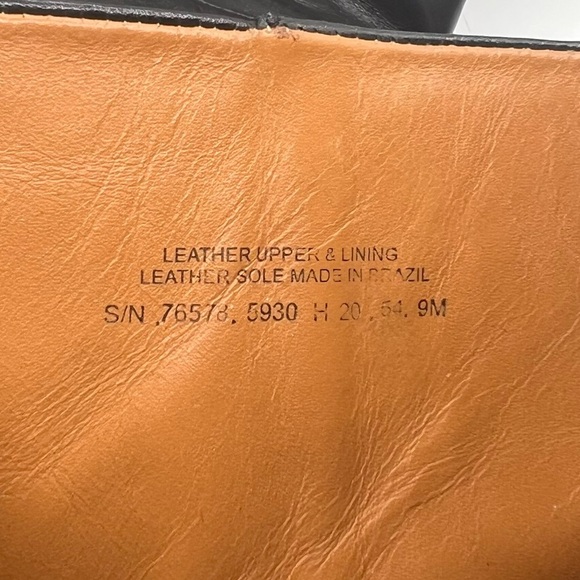 LEATHER UPPER & LINING
LEATHER SOLE MADE IN BRAZIL
S/N .76578. 5930 H 20 .54. 9M